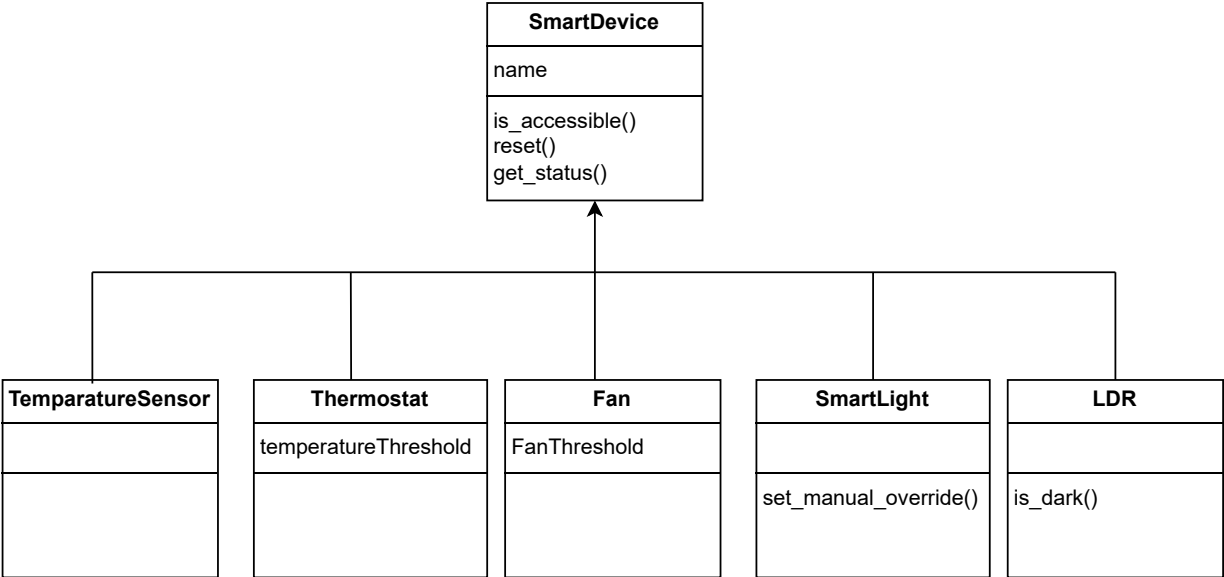 SmartDevice
name
is_accessible()
reset()
get_status()
TemparatureSensor
Thermostat
temperatureThreshold
Fan
FanThreshold
SmartLight
set_manual_override()
LDR
is_dark()